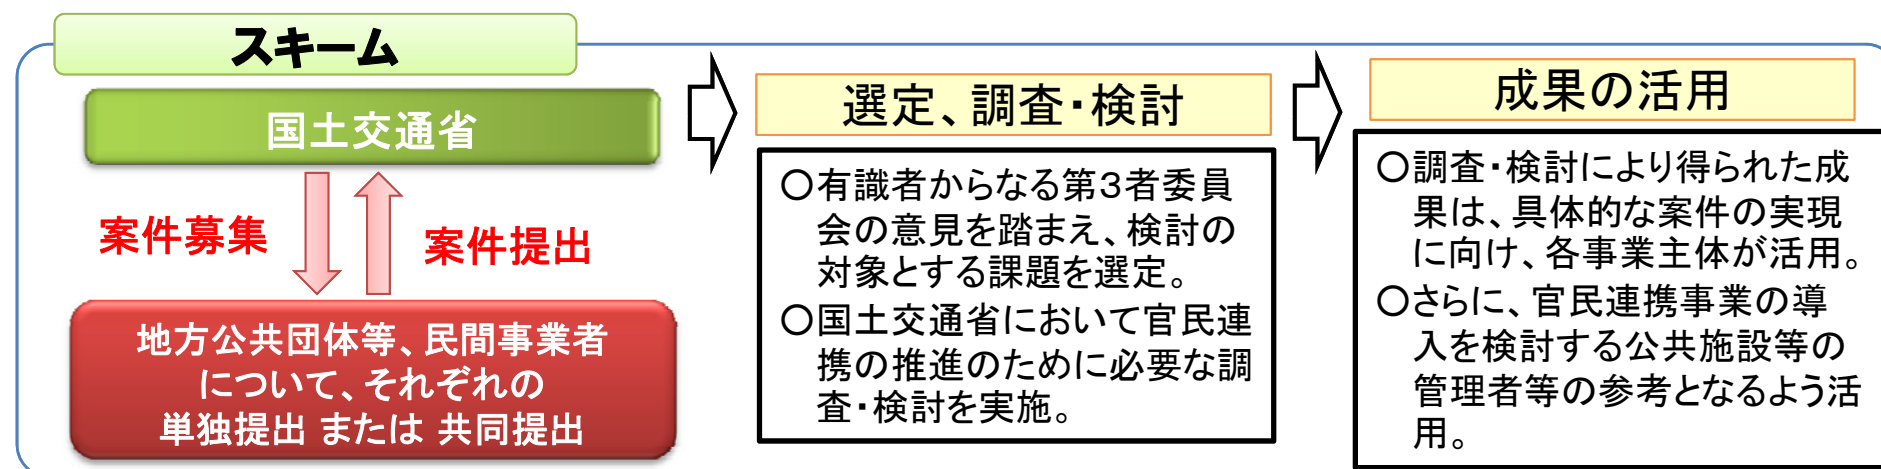 スキーム
国土交通省
案件募集
案件提出
地方公共団体等、民間事業者
について、それぞれの
単独提出 または 共同提出
選定、調査・検討
○有識者からなる第3者委員
会の意見を踏まえ、検討の
対象とする課題を選定。
○国土交通省において官民連
携の推進のために必要な調
査・検討を実施。
成果の活用
○調査・検討により得られた成
果は、具体的な案件の実現
に向け、各事業主体が活用。
○さらに、官民連携事業の導
入を検討する公共施設等の
管理者等の参考となるよう活
用。